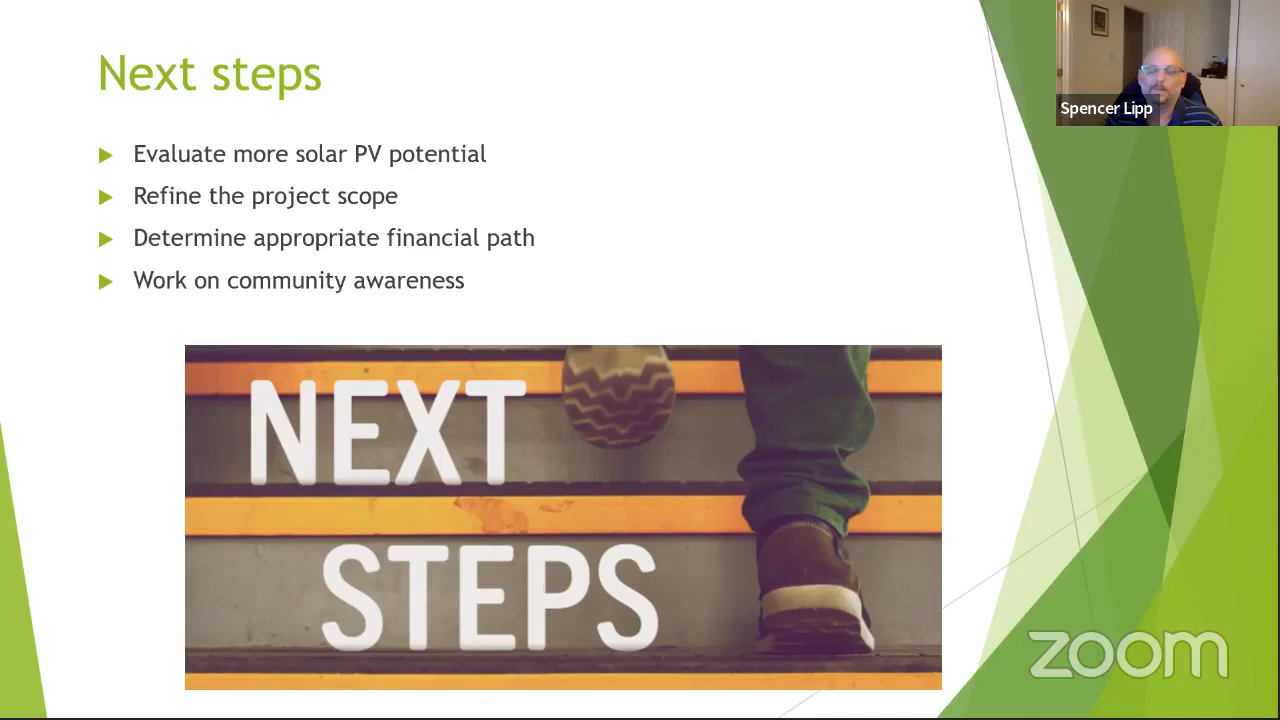 Next steps
Spencer Lipp
Evaluate more solar PV potential
Refine the project scope
Determine appropriate financial path
Work on community awareness
NEXT
STEPS
zoom